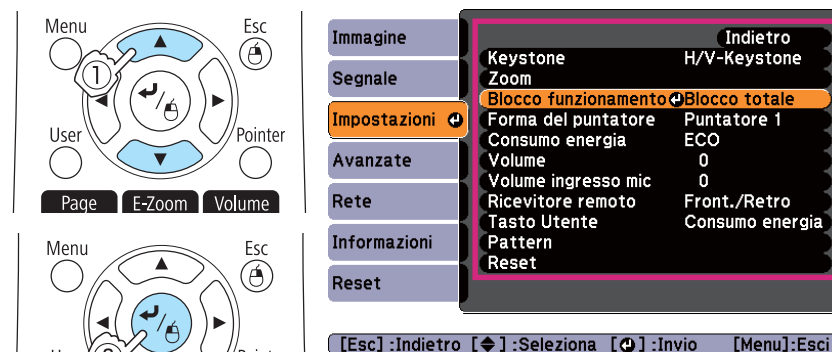 Menu
Esc
1
User
Pointer
Page
E-Zoom
Volume
Menu
Esc
Immagine
Segnale
Impostazioni
Avanzate
Rete
Informazioni
Reset
Indietro
Keystone H/V-Keystone
Zoom
Blocco funzionamento Blocco totale
Forma del puntatore Puntatore 1
Consumo energia ECO
Volume 0
Volume ingresso mic 0
Ricevitore remoto Front./Retro
Tasto Utente Consumo energia
Pattern
Reset
[Esc] :Indietro [◆] :Seleziona [⏎] :Invio [Menu]:Esci